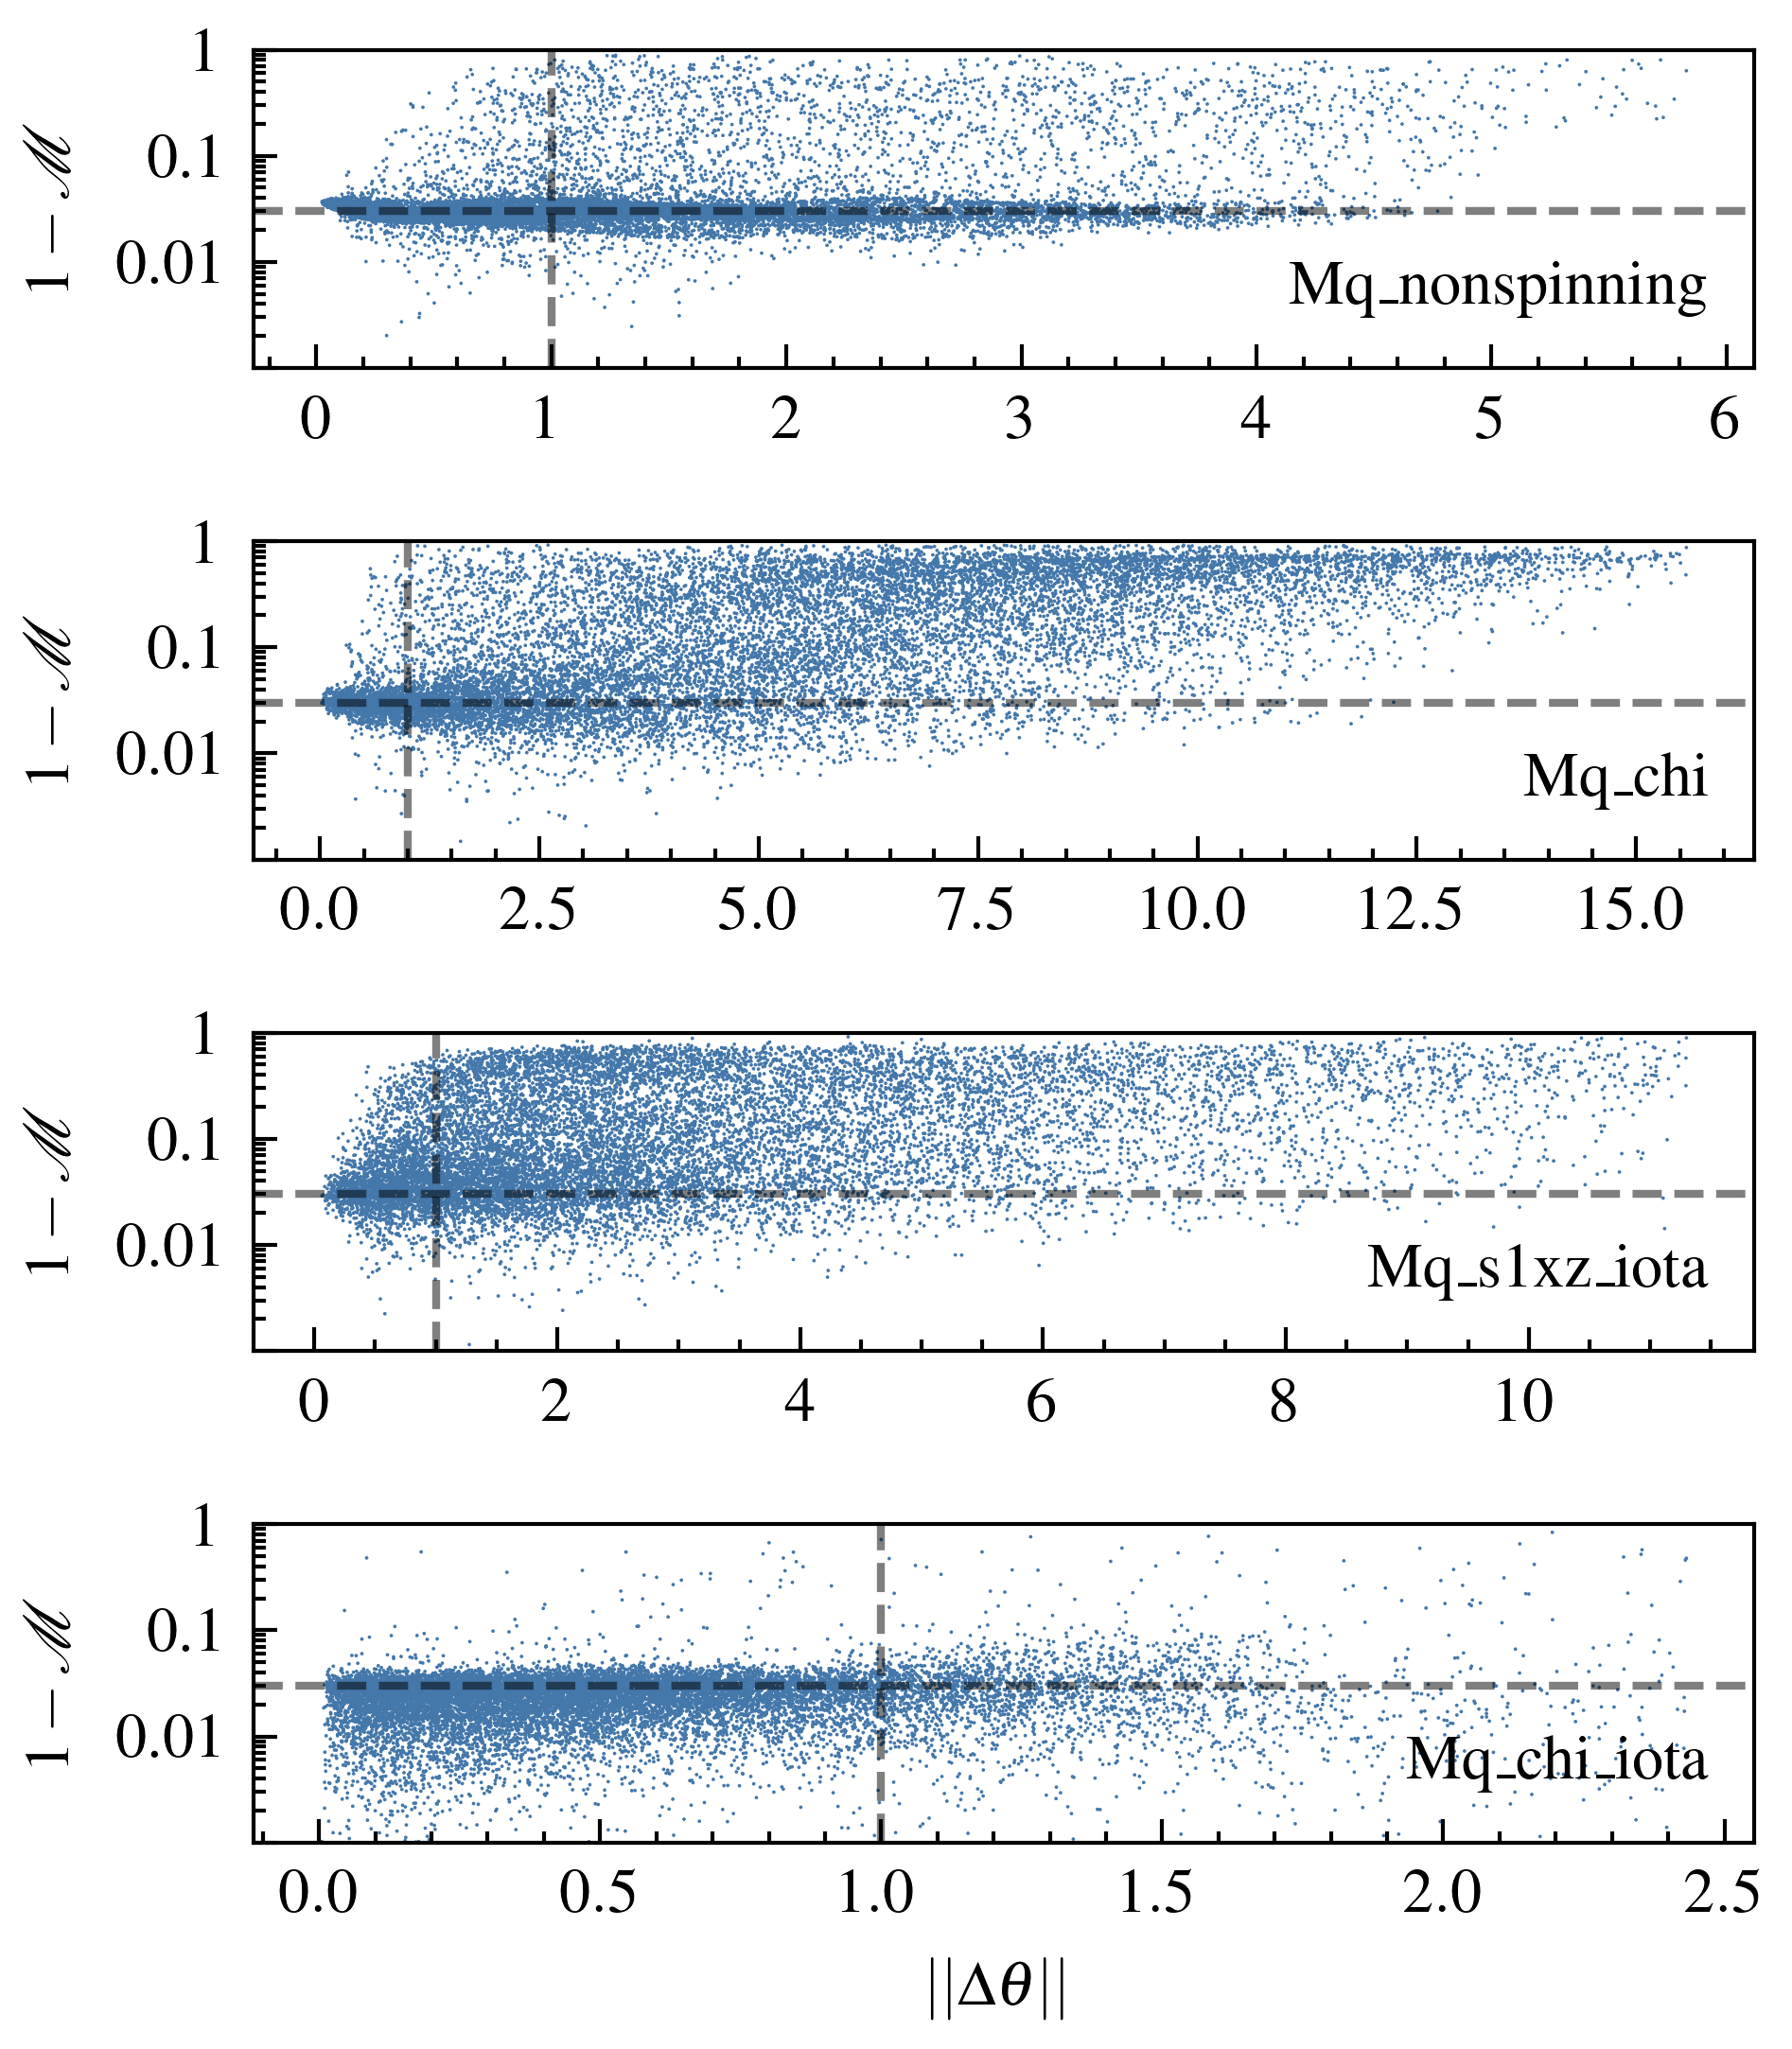 1
0.1
0.01
1 − ℳ
Mq_nonspinning
0 1 2 3 4 5 6
1
0.1
0.01
1 − ℳ
Mq_chi
0.0 2.5 5.0 7.5 10.0 12.5 15.0
1
0.1
0.01
1 − ℳ
Mq_s1xz_iota
0 2 4 6 8 10
1
0.1
0.01
1 − ℳ
Mq_chi_iota
0.0 0.5 1.0 1.5 2.0 2.5
||Δθ||